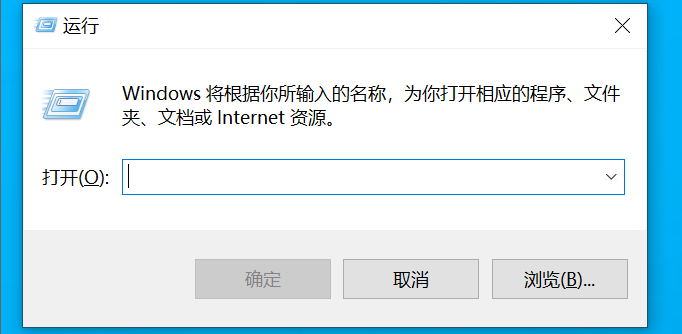 运行
Windows 将根据你所输入的名称，为你打开相应的程序、文件
夹、文档或 Internet 资源。
打开(O):
确定 取消 浏览(B)...